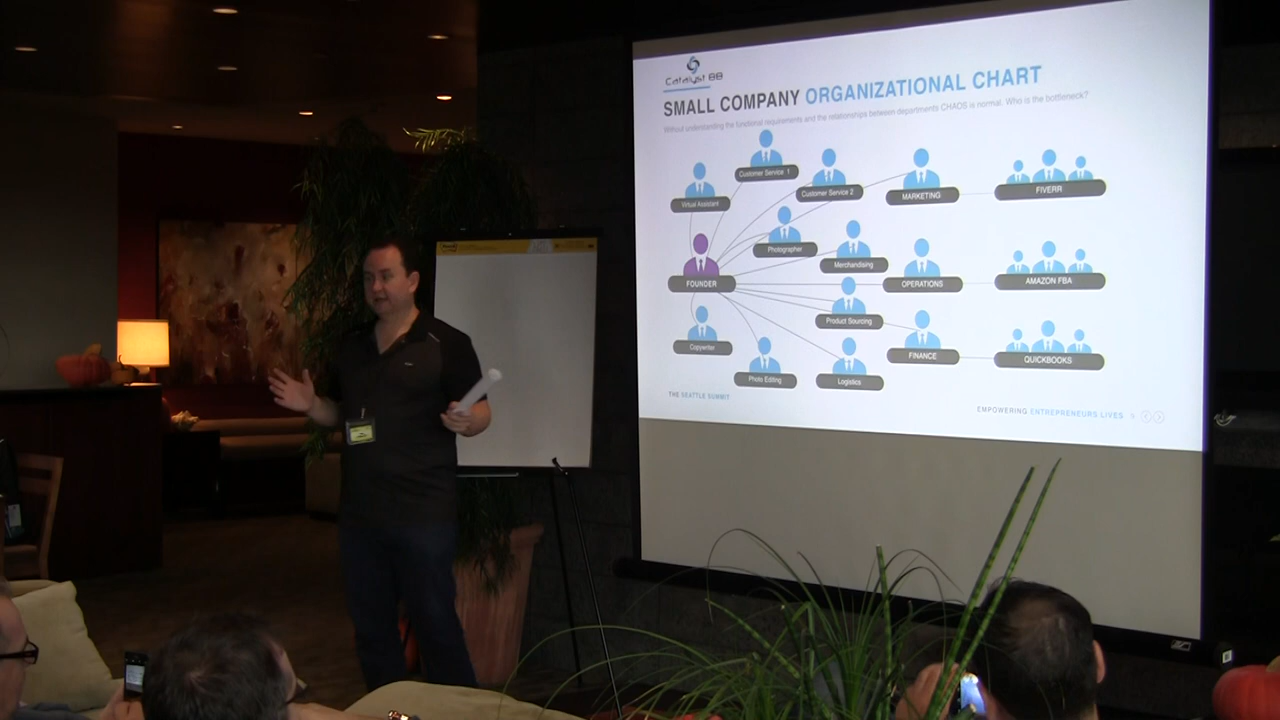 Catalyst 88
SMALL COMPANY ORGANIZATIONAL CHART
Without understanding the functional requirements and the relationships between departments CHAOS is normal. Who is the bottleneck?
Customer Service 1
Virtual Assistant
Customer Service 2
MARKETING
FIVERR
Photographer
Merchandising
FOUNDER
OPERATIONS
AMAZON FBA
Product Sourcing
Copywriter
FINANCE
QUICKBOOKS
Photo Editing
Logistics
THE SEATTLE SUMMIT
EMPOWERING ENTREPRENEURS LIVES